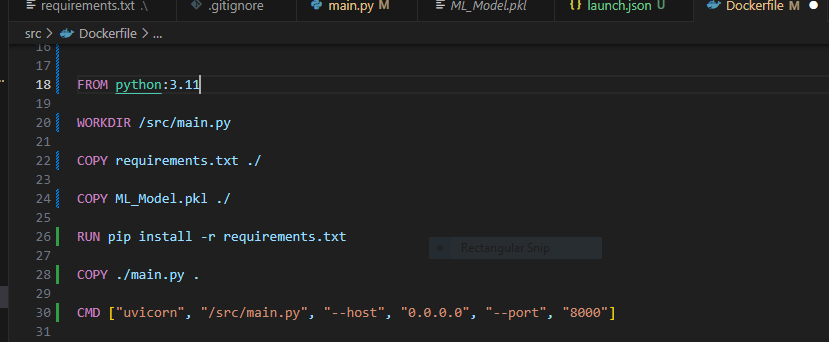 requirements.txt .\ .gitignore main.py M ML_Model.pkl launch.json U Dockerfile M
src > Dockerfile > ...
16
17
18 FROM python:3.11
19
20 WORKDIR /src/main.py
21
22 COPY requirements.txt ./
23
24 COPY ML_Model.pkl ./
25
26 RUN pip install -r requirements.txt
Rectangular Snip
27
28 COPY ./main.py .
29
30 CMD ["uvicorn", "/src/main.py", "--host", "0.0.0.0", "--port", "8000"]
31